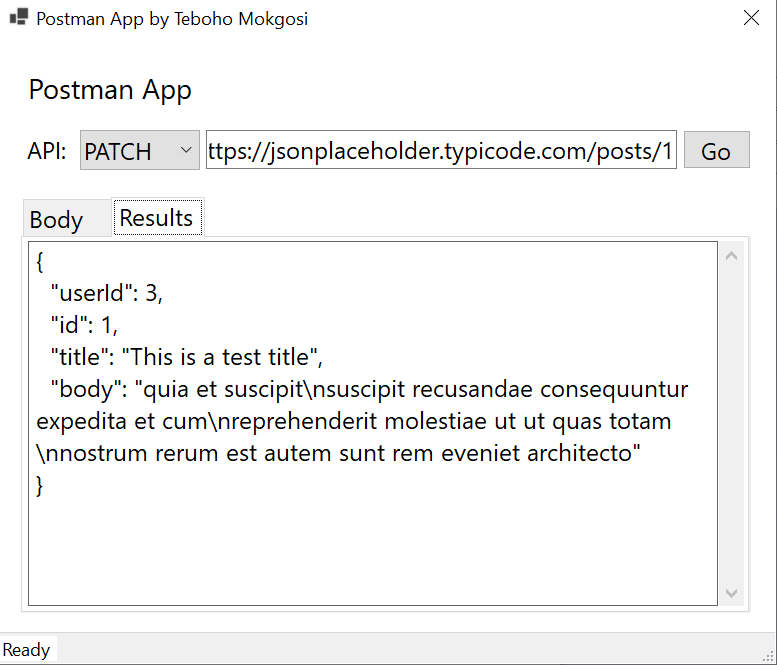 Postman App by Teboho Mokgosi
Postman App
API: PATCH ttps://jsonplaceholder.typicode.com/posts/1 Go
Body Results
{
"userId": 3,
"id": 1,
"title": "This is a test title",
"body": "quia et suscipit\nsuscipit recusandae consequuntur
expedita et cum\nreprehenderit molestiae ut ut quas totam
\nnostrum rerum est autem sunt rem eveniet architecto"
}
Ready